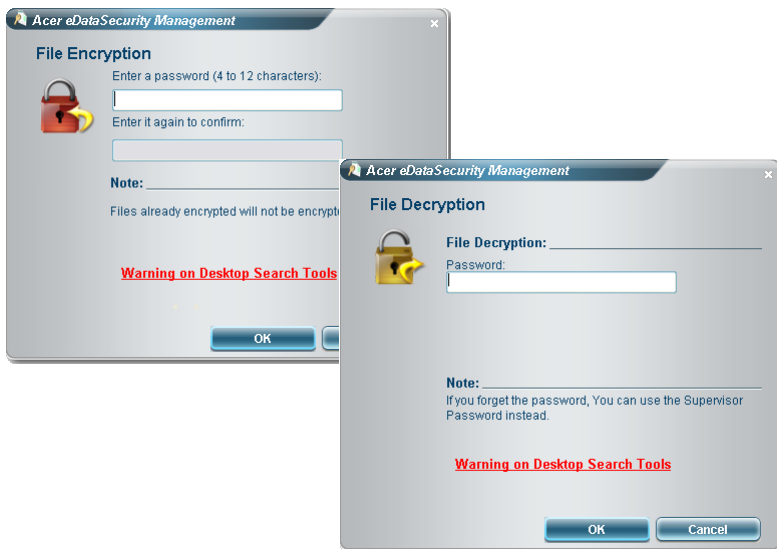 Acer eDataSecurity Management
File Encryption
Enter a password (4 to 12 characters):
Enter it again to confirm:
Note:
Files already encrypted will not be
Warning on Desktop Search Tools
OK
Acer eDataSecurity Management
File Decryption
File Decryption:
Password:
Note:
If you forget the password, You can use the Supervisor
Password instead.
Warning on Desktop Search Tools
OK
Cancel